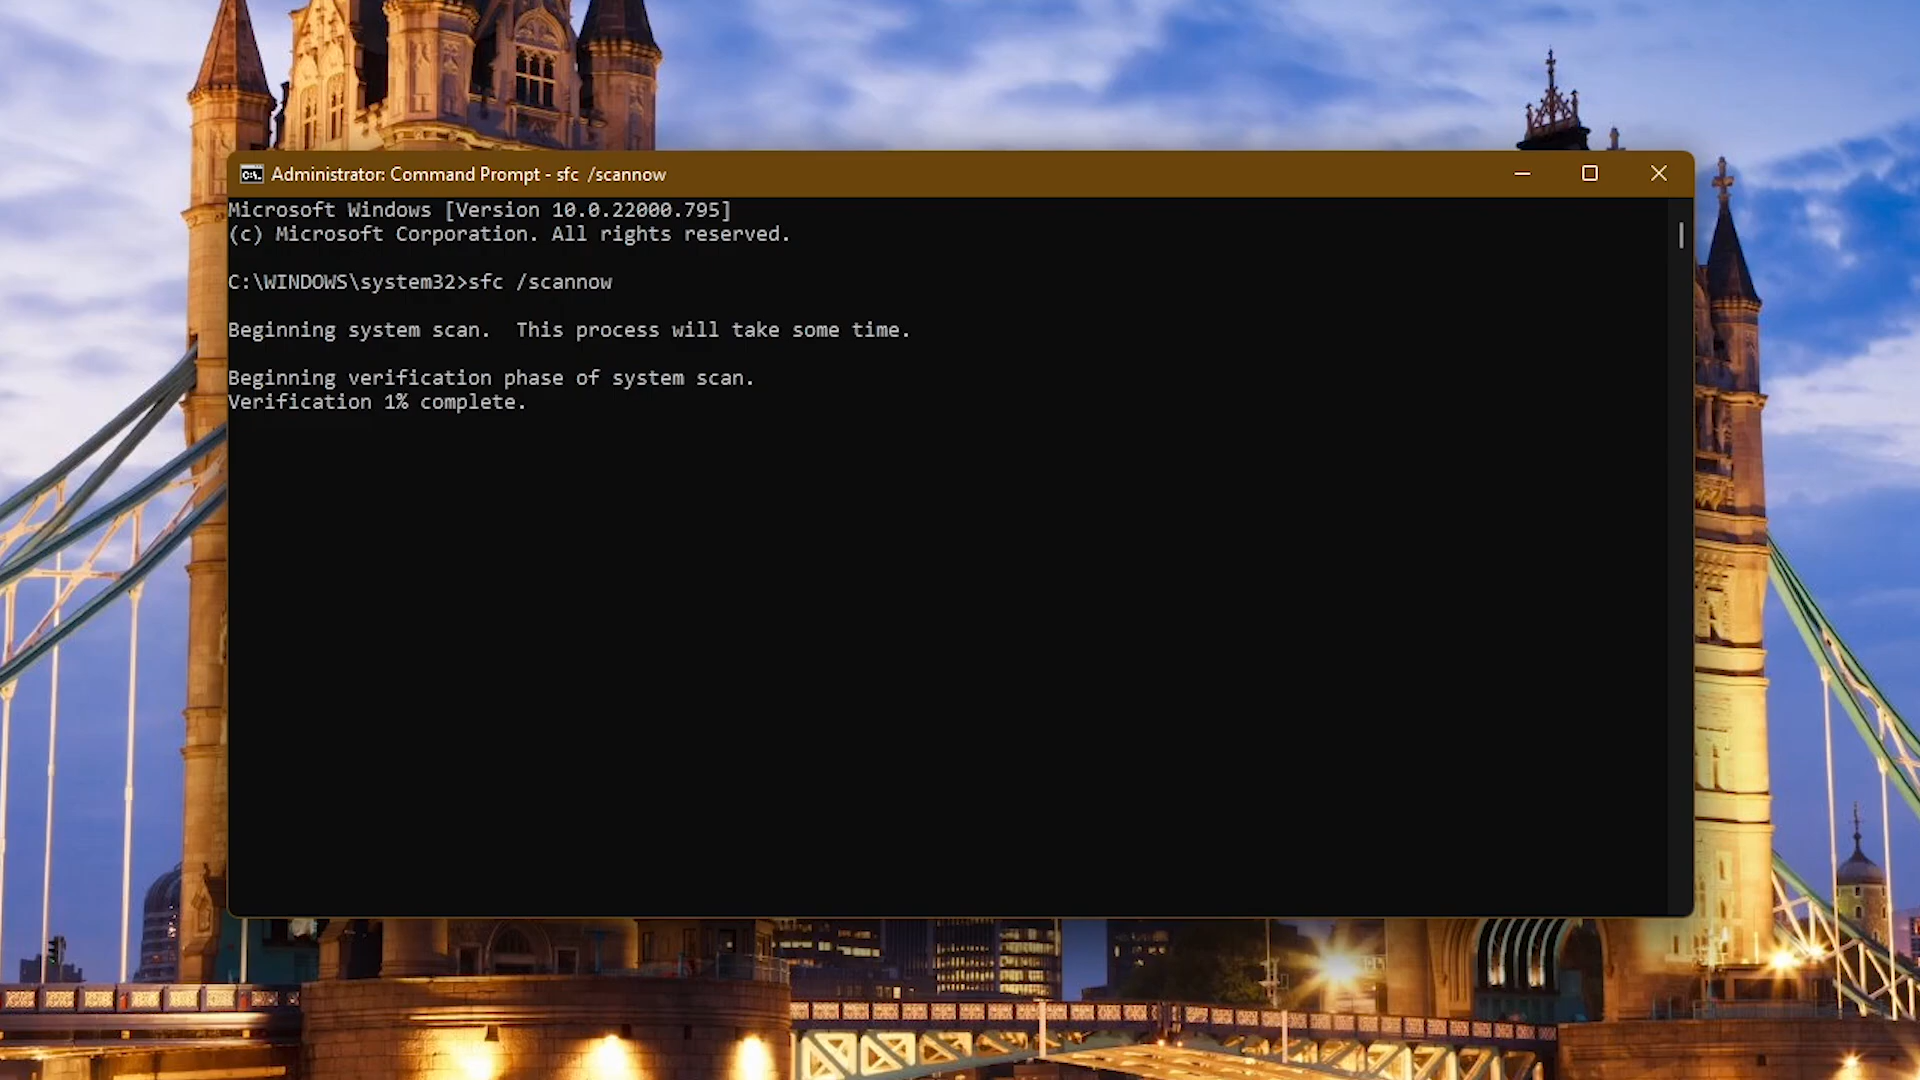 Administrator: Command Prompt - sfc  /scannow
Microsoft Windows [Version 10.0.22000.795]
(c) Microsoft Corporation. All rights reserved.
C:\WINDOWS\system32>sfc /scannow
Beginning system scan.  This process will take some time.
Beginning verification phase of system scan.
Verification 1% complete.